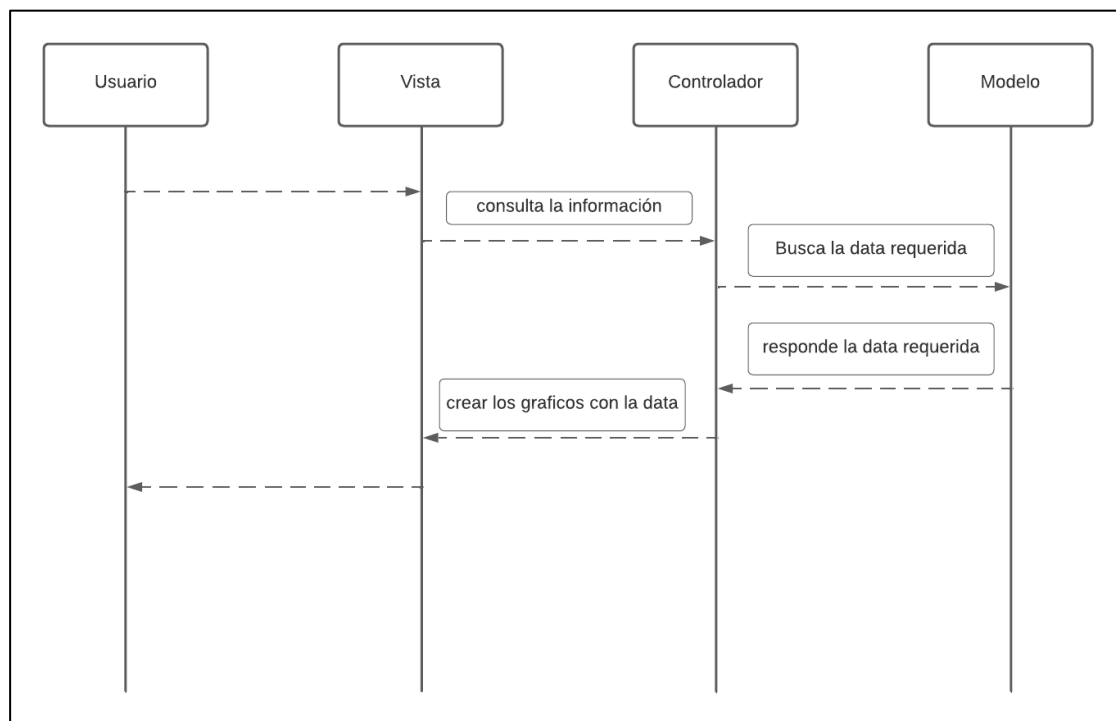 Usuario
Vista
Controlador
Modelo
consulta la información
Busca la data requerida
responde la data requerida
crear los graficos con la data